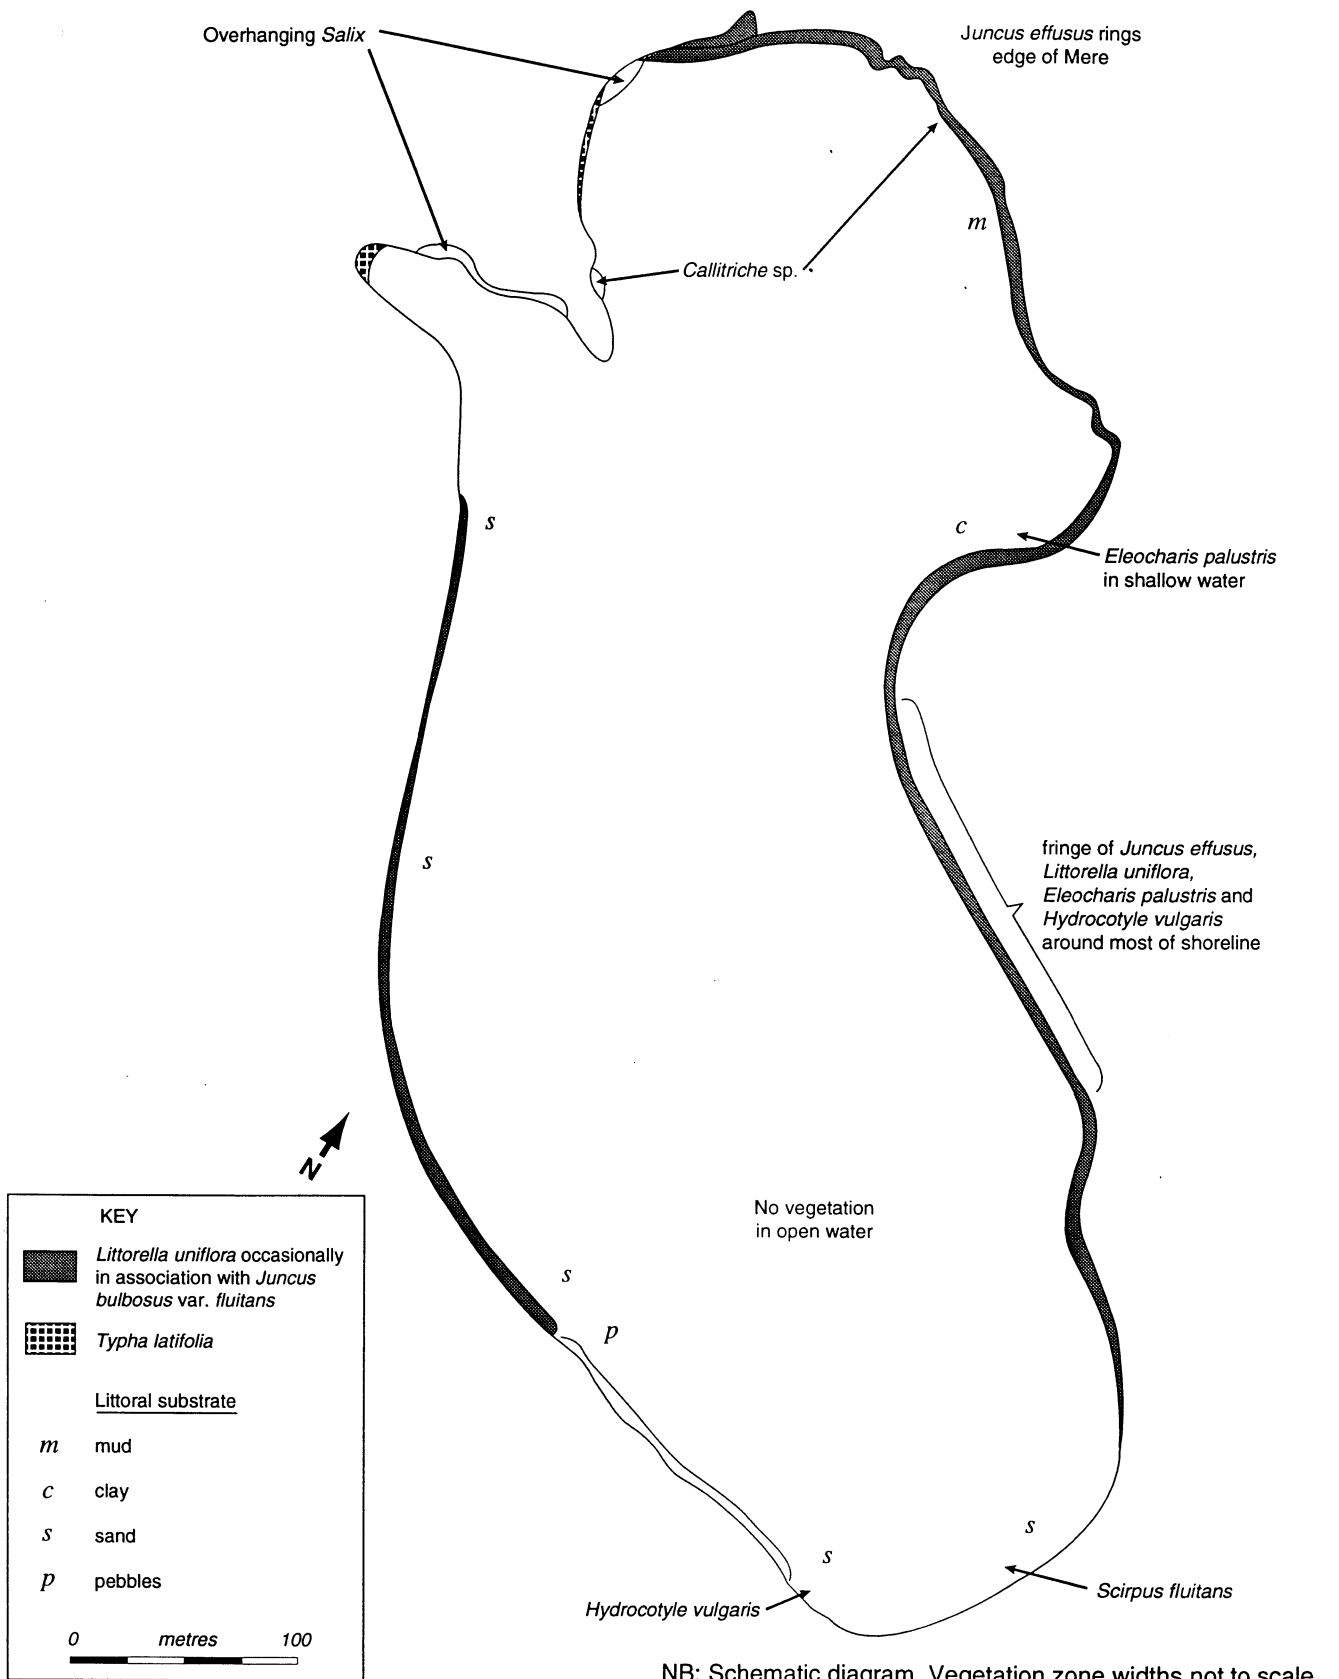 Overhanging Salix
Juncus effusus rings
edge of Mere
m
Callitriche sp.
s
c
Eleocharis palustris
in shallow water
s
fringe of Juncus effusus,
Littorella uniflora,
Eleocharis palustris and
Hydrocotyle vulgaris
around most of shoreline
N
No vegetation
in open water
s
p
s
s
Hydrocotyle vulgaris
Scirpus fluitans
KEY
Littorella uniflora occasionally
in association with Juncus
bulbosus var. fluitans
Typha latifolia
Littoral substrate
m mud
c clay
s sand
p pebbles
0 metres 100
NB: Schematic diagram. Vegetation zone widths not to scale